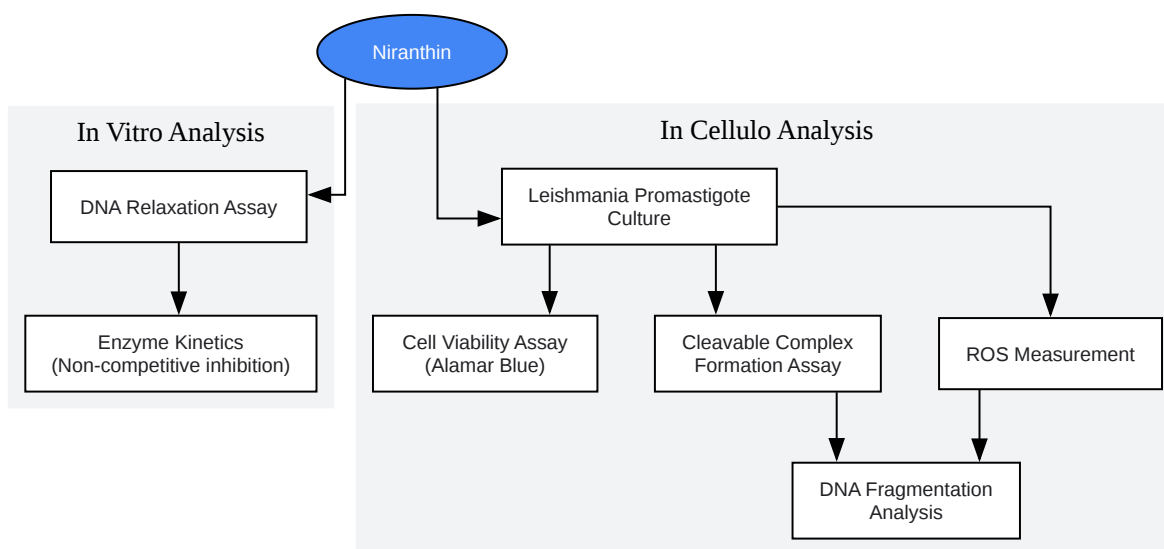 Niranthin
In Vitro Analysis
DNA Relaxation Assay
Enzyme Kinetics
(Non-competitive inhibition)
In Cellulo Analysis
Leishmania Promastigote
Culture
Cell Viability Assay
(Alamar Blue)
Cleavable Complex
Formation Assay
ROS Measurement
DNA Fragmentation
Analysis